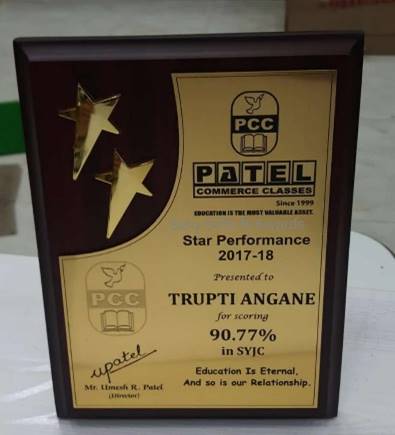 PCC
PATEL
COMMERCE CLASSES
Since 1999
EDUCATION IS THE MOST VALUABLE ASSET.
Star Performance
2017-18
Presented to
TRUPTI ANGANE
for scoring
90.77%
in SYJC
Education Is Eternal,
And so is our Relationship.
PCC
upatel
Mr. Umesh R. Patel
(Director)